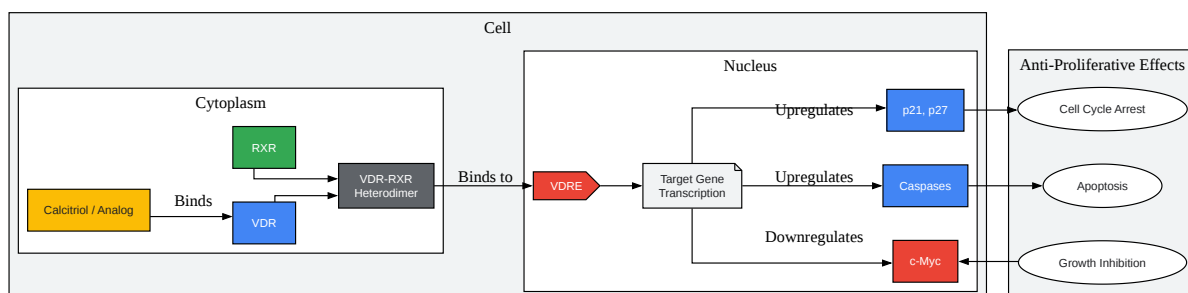 Cell
Nucleus
Anti-Proliferative Effects
Cytoplasm
RXR
VDR-RXR
Heterodimer
Calcitriol / Analog
Binds
VDR
Binds to
VDRE
Target Gene
Transcription
Upregulates
p21, p27
Cell Cycle Arrest
Upregulates
Caspases
Apoptosis
Downregulates
c-Myc
Growth Inhibition